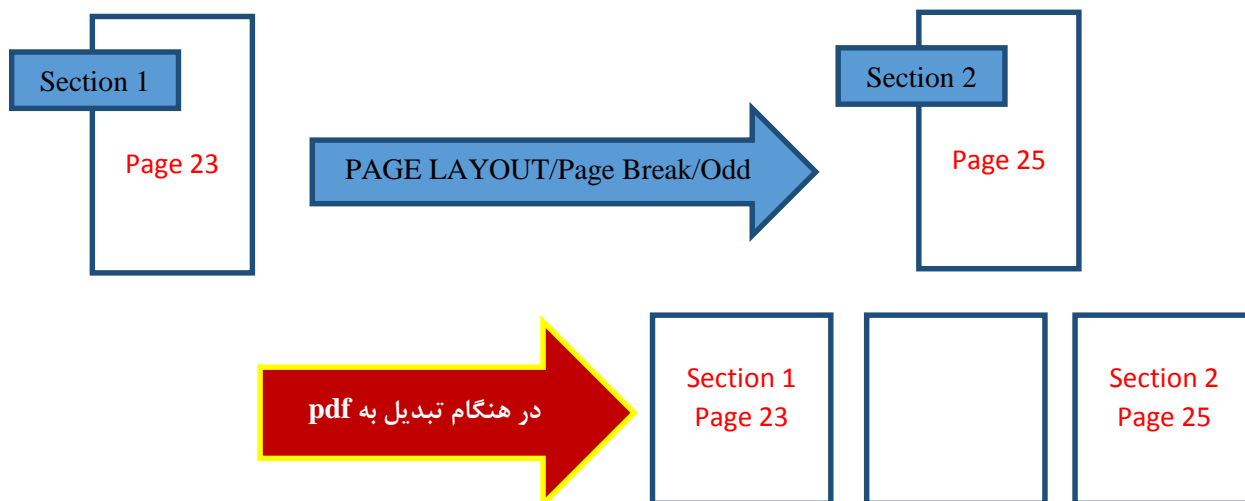 Section 1
Page 23
PAGE LAYOUT/Page Break/Odd
Section 2
Page 25
در هنگام تبدیل به pdf
Section 1
Page 23
Section 2
Page 25